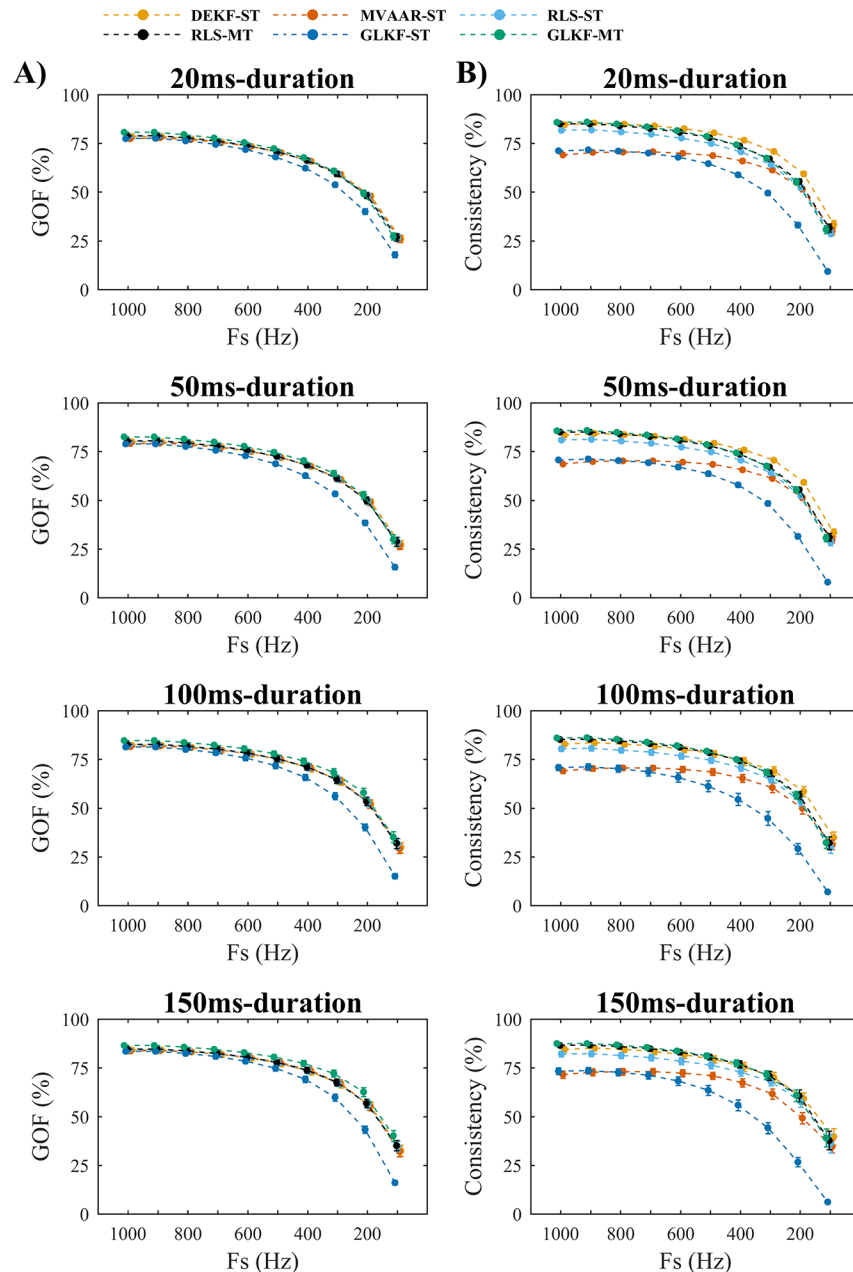 DEKF-ST MVAAR-ST RLS-ST
RLS-MT GLKF-ST GLKF-MT
A) B)
20ms-duration 20ms-duration
100 100
75 75
50 50
25 25
0 0
GOF (%) Consistency (%)
1000 800 600 400 200 1000 800 600 400 200
Fs (Hz) Fs (Hz)
50ms-duration 50ms-duration
100 100
75 75
50 50
25 25
0 0
GOF (%) Consistency (%)
1000 800 600 400 200 1000 800 600 400 200
Fs (Hz) Fs (Hz)
100ms-duration 100ms-duration
100 100
75 75
50 50
25 25
0 0
GOF (%) Consistency (%)
1000 800 600 400 200 1000 800 600 400 200
Fs (Hz) Fs (Hz)
150ms-duration 150ms-duration
100 100
75 75
50 50
25 25
0 0
GOF (%) Consistency (%)
1000 800 600 400 200 1000 800 600 400 200
Fs (Hz) Fs (Hz)